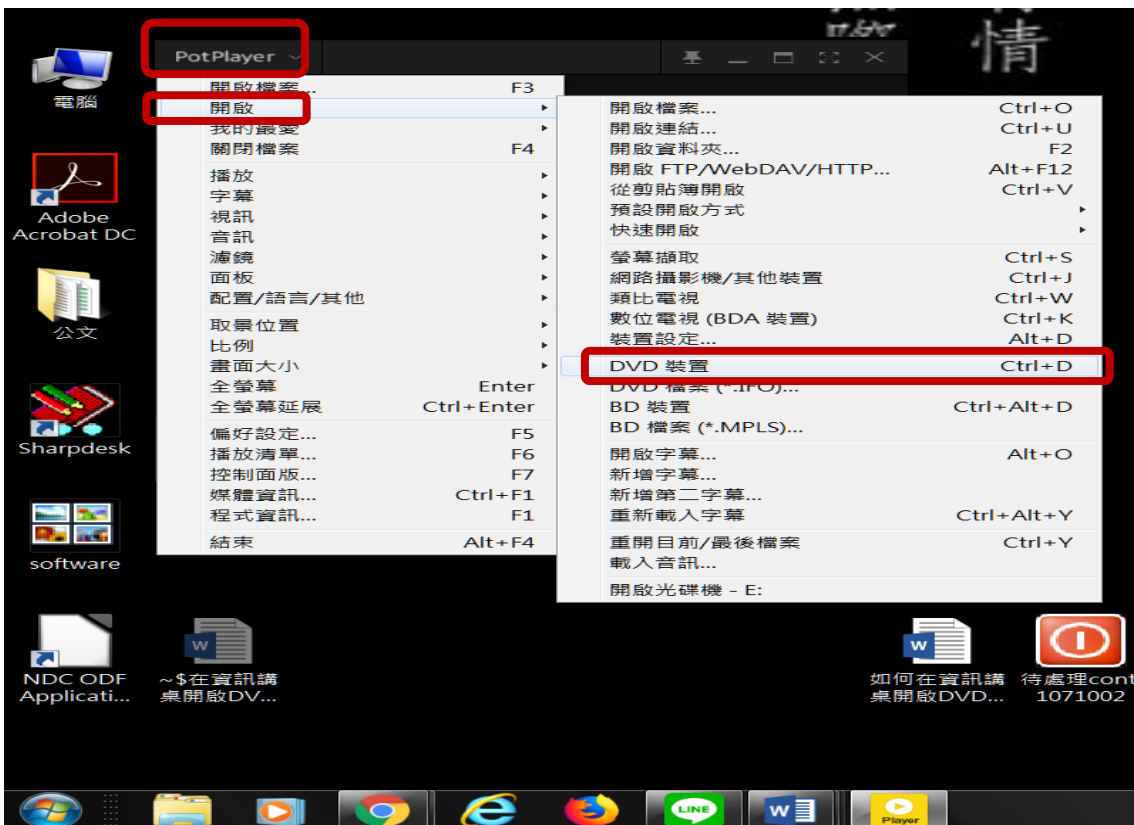 情
電腦
Adobe
Acrobat DC
公文
Sharpdesk
software
NDC ODF
Applicati...
PotPlayer
開啟檔案... F3
開啟
我的最愛
關閉檔案 F4
播放
字幕
視訊
音訊
濾鏡
面板
配置/語言/其他
取景位置
比例
畫面大小
全螢幕 Enter
全螢幕延展 Ctrl+Enter
偏好設定... F5
播放清單... F6
控制面版... F7
媒體資訊... Ctrl+F1
程式資訊... F1
結束 Alt+F4
開啟檔案... Ctrl+O
開啟連結... Ctrl+U
開啟資料夾... F2
開啟 FTP/WebDAV/HTTP... Alt+F12
從剪貼簿開啟 Ctrl+V
預設開啟方式
快速開啟
螢幕擷取 Ctrl+S
網路攝影機/其他裝置 Ctrl+J
類比電視 Ctrl+W
數位電視 (BDA 裝置) Ctrl+K
裝置設定... Alt+D
DVD 裝置 Ctrl+D
DVD 檔案 (*.IFO)...
BD 裝置 Ctrl+Alt+D
BD 檔案 (*.MPLS)...
開啟字幕... Alt+O
新增字幕...
新增第二字幕...
重新載入字幕 Ctrl+Alt+Y
重開目前/最後檔案 Ctrl+Y
載入音訊...
開啟光碟機 - E:
~$在資訊講
桌開啟DV...
如何在資訊講
桌開啟DVD...
待處理cont
1071002
LINE
W
Player